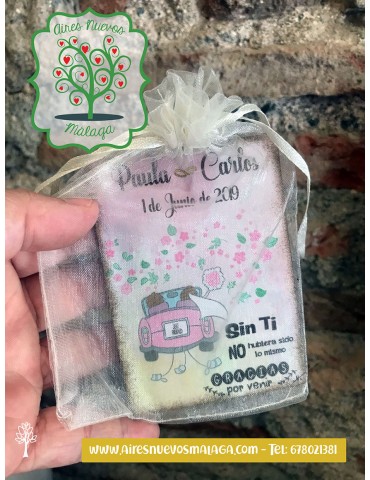 Aires Nuevos
Málaga
Paula Carlos
1 de Junio de 2019
Sin Ti
NO hubiera sido
lo mismo
GRACIAS
por venir
www.airesnuevosmalaga.com - Tel: 678021381